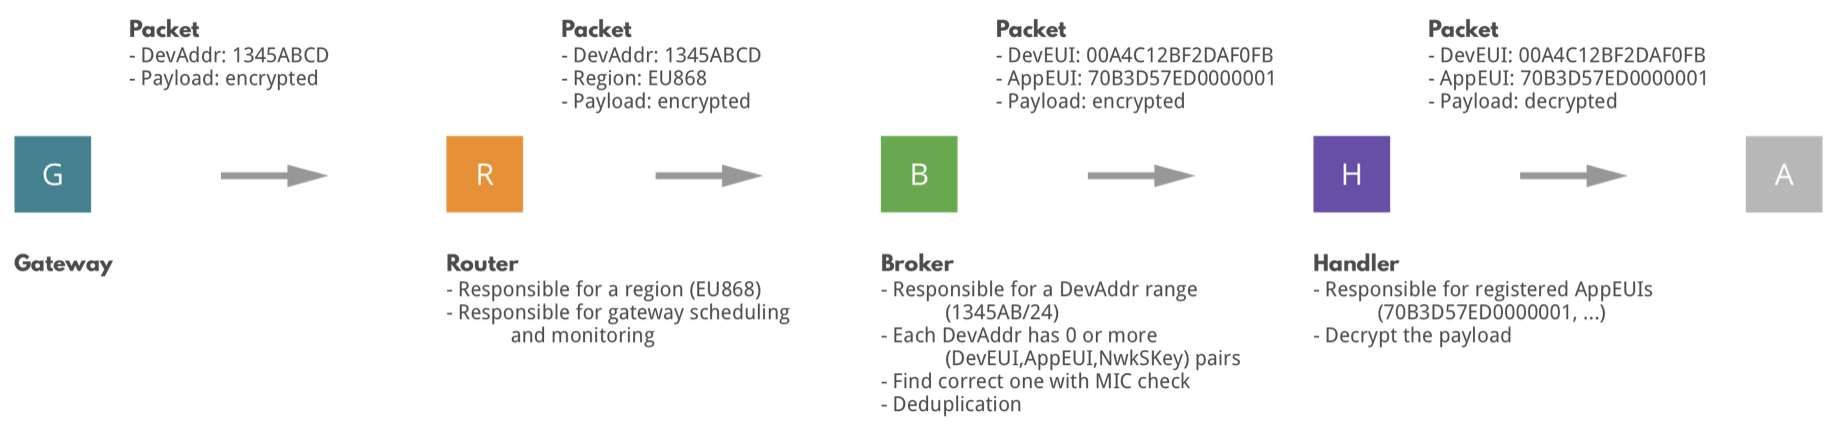 Packet
- DevAddr: 1345ABCD
- Payload: encrypted
Packet
- DevAddr: 1345ABCD
- Region: EU868
- Payload: encrypted
Packet
- DevEUI: 00A4C12BF2DAF0FB
- AppEUI: 70B3D57ED0000001
- Payload: encrypted
Packet
- DevEUI: 00A4C12BF2DAF0FB
- AppEUI: 70B3D57ED0000001
- Payload: decrypted
G
R
B
H
A
Gateway
Router
- Responsible for a region (EU868)
- Responsible for gateway scheduling
and monitoring
Broker
- Responsible for a DevAddr range
(1345AB/24)
- Each DevAddr has 0 or more
(DevEUI,AppEUI,NwkSKey) pairs
- Find correct one with MIC check
- Deduplication
Handler
- Responsible for registered AppEUIs
(70B3D57ED0000001, ...)
- Decrypt the payload